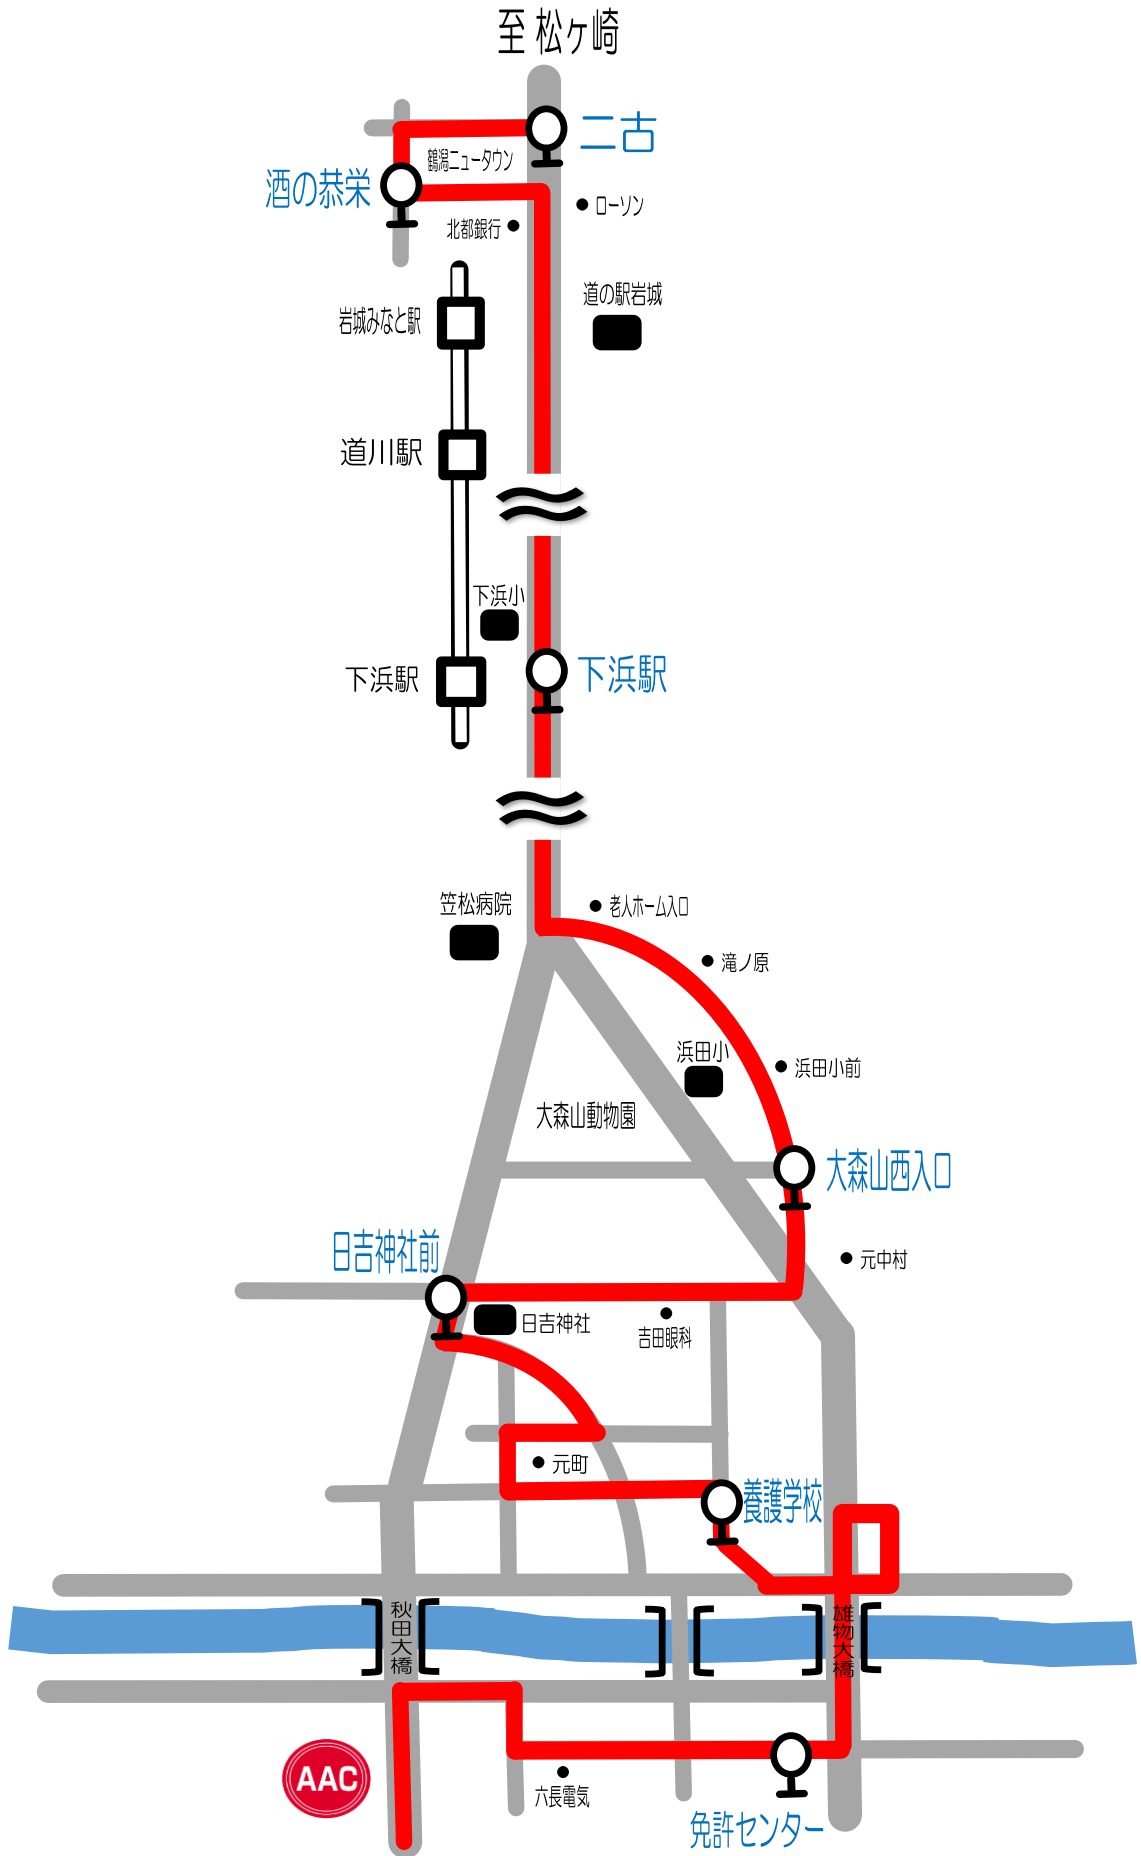 至 松ヶ崎
二古
鶴潟ニュータウン
酒の恭栄
ローソン
北都銀行
道の駅岩城
岩城みなと駅
道川駅
下浜小
下浜駅
下浜駅
笠松病院
老人ホーム入口
滝ノ原
浜田小
浜田小前
大森山動物園
大森山西入口
日吉神社前
元中村
日吉神社
吉田眼科
元町
養護学校
秋田大橋
雄物大橋
AAC
六長電気
免許センター